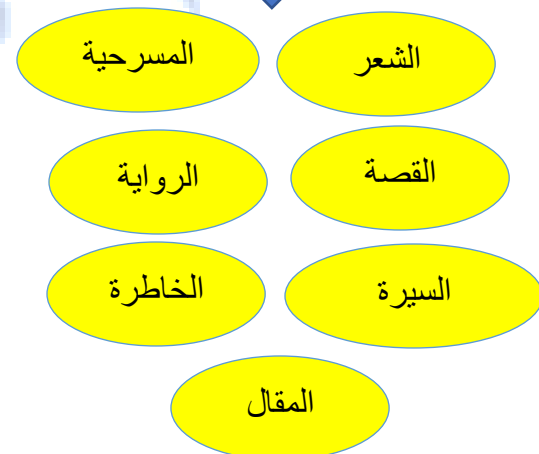 الشعر
المسرحية
القصة
الرواية
السيرة
الخاطرة
المقال